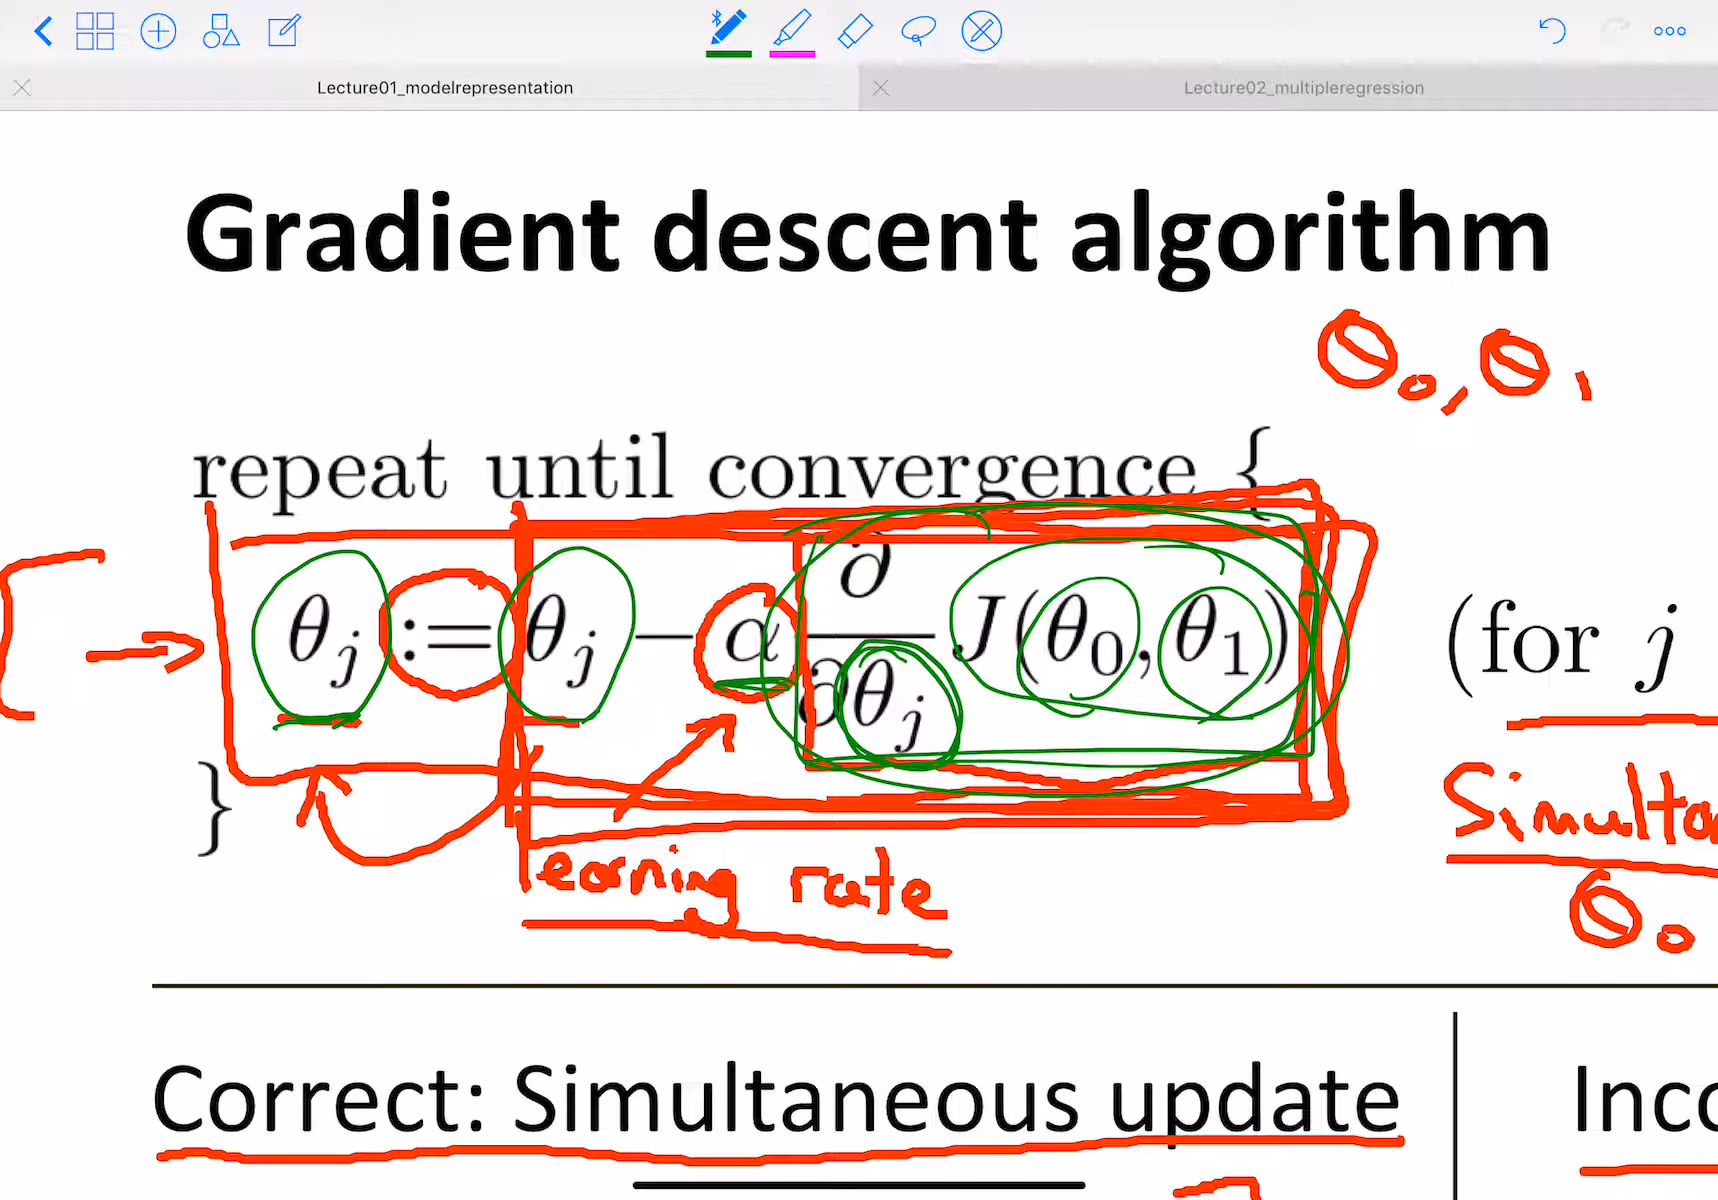 Lecture01_modelrepresentation
Lecture02_multipleregression
Gradient descent algorithm
θ₀, θ₁
repeat until convergence {
θⱼ := θⱼ − α ∂/∂θⱼ J(θ₀, θ₁) (for j
}
Simulta
learning rate
θ₀
Correct: Simultaneous update
Inco